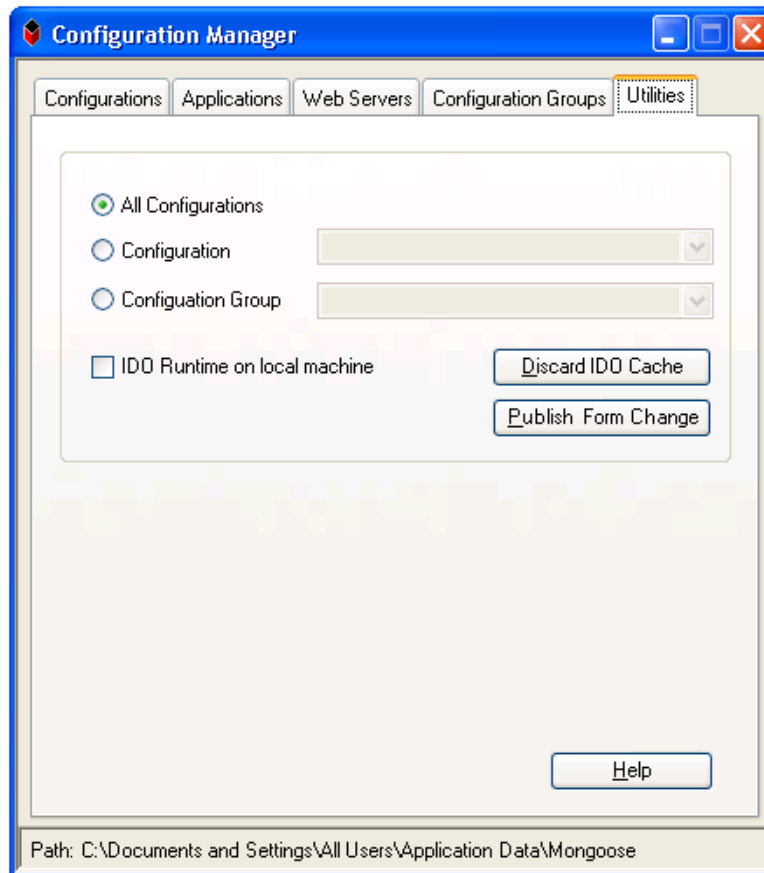 Configuration Manager
Configurations Applications Web Servers Configuration Groups Utilities
All Configurations
Configuration
Configuation Group
IDO Runtime on local machine Discard IDO Cache
Publish Form Change
Help
Path: C:\Documents and Settings\All Users\Application Data\Mongoose